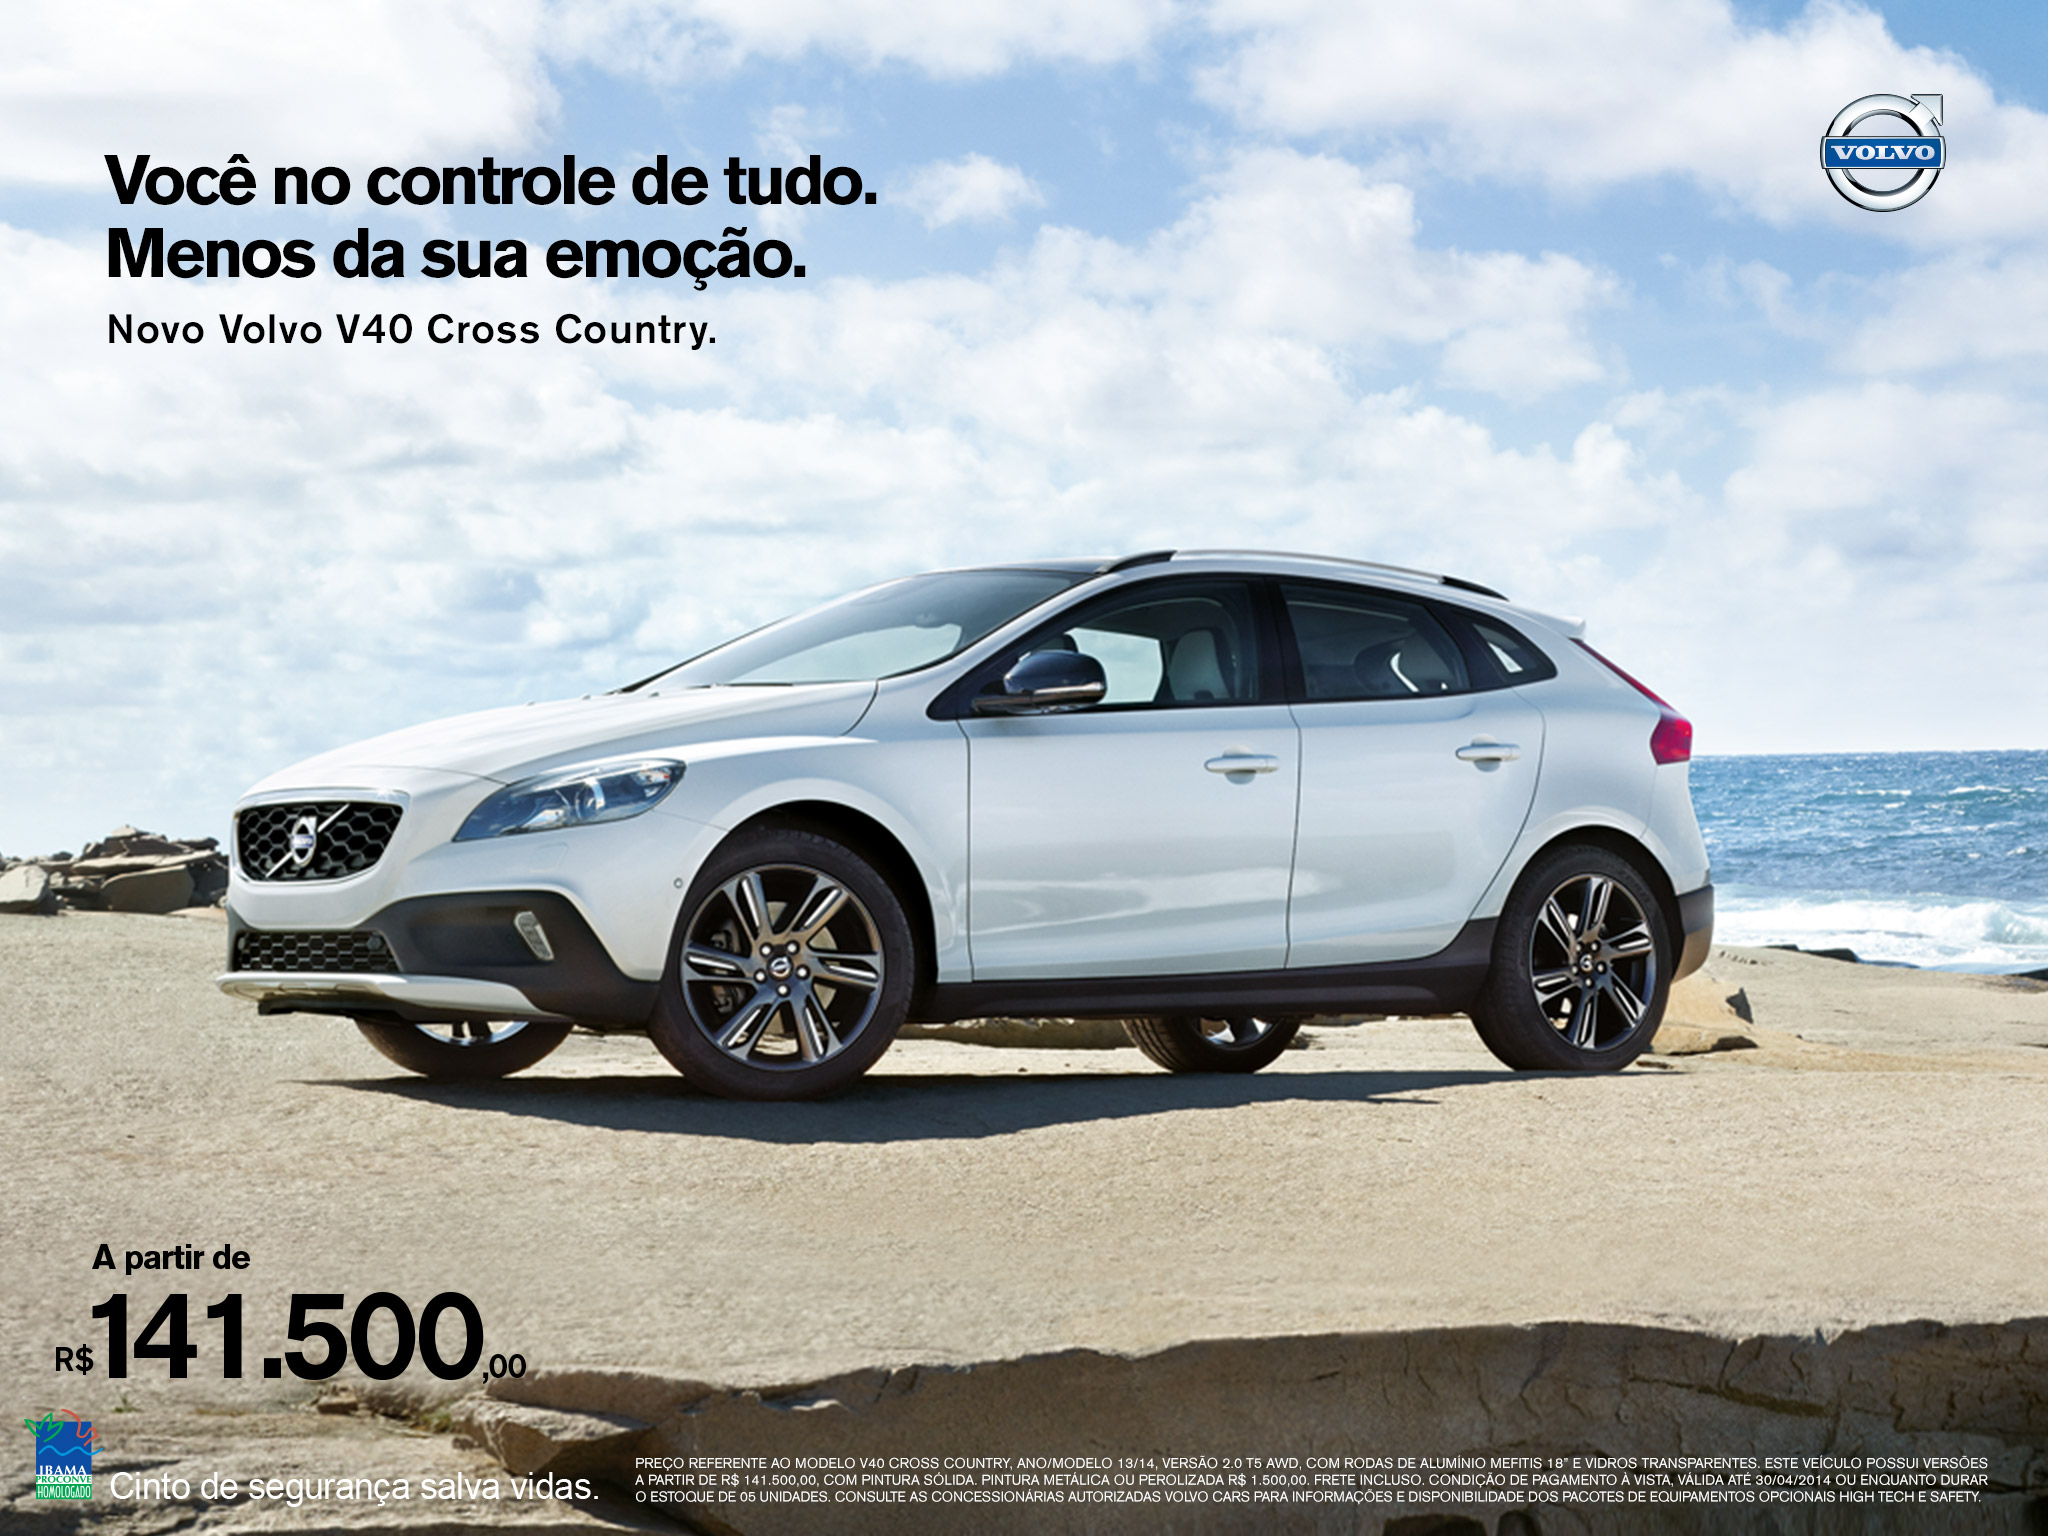 Você no controle de tudo.
Menos da sua emoção.
Novo Volvo V40 Cross Country.
VOLVO
A partir de
R$141.500,00
IBAMA
PROCONVE
HOMOLOGADO
Cinto de segurança salva vidas.
PREÇO REFERENTE AO MODELO V40 CROSS COUNTRY, ANO/MODELO 13/14, VERSÃO 2.0 T5 AWD, COM RODAS DE ALUMÍNIO MEFITIS 18” E VIDROS TRANSPARENTES. ESTE VEÍCULO POSSUI VERSÕES
A PARTIR DE R$ 141.500,00, COM PINTURA SÓLIDA. PINTURA METÁLICA OU PEROLIZADA R$ 1.500,00. FRETE INCLUSO. CONDIÇÃO DE PAGAMENTO À VISTA, VÁLIDA ATÉ 30/04/2014 OU ENQUANTO DURAR
O ESTOQUE DE 05 UNIDADES. CONSULTE AS CONCESSIONÁRIAS AUTORIZADAS VOLVO CARS PARA INFORMAÇÕES E DISPONIBILIDADE DOS PACOTES DE EQUIPAMENTOS OPCIONAIS HIGH TECH E SAFETY.